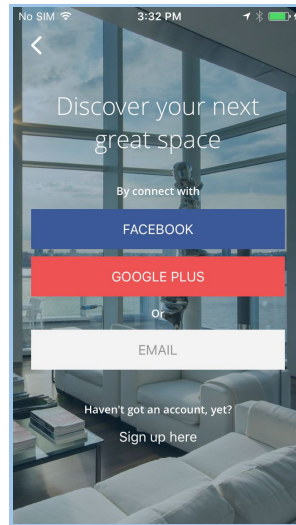 No SIM 3:32 PM
Discover your next
great space
By connect with
FACEBOOK
GOOGLE PLUS
Or
EMAIL
Haven't got an account, yet?
Sign up here